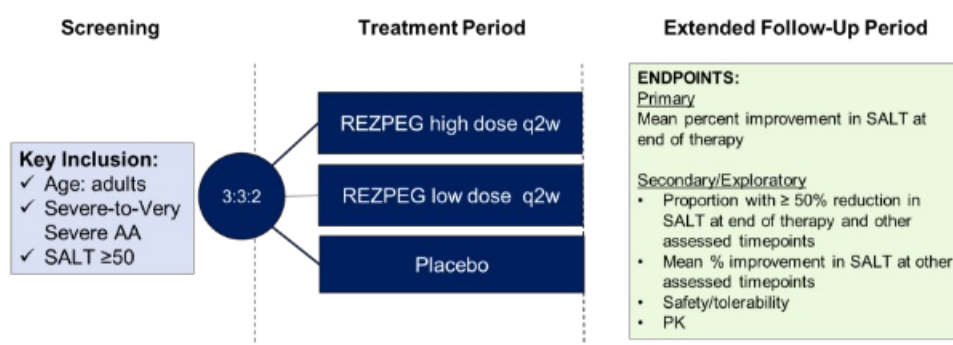 Screening
Treatment Period
Extended Follow-Up Period
Key Inclusion:
✓ Age: adults
✓ Severe-to-Very
Severe AA
✓ SALT ≥50
3:3:2
REZPEG high dose q2w
REZPEG low dose q2w
Placebo
ENDPOINTS:
Primary
Mean percent improvement in SALT at
end of therapy
Secondary/Exploratory
• Proportion with ≥ 50% reduction in
SALT at end of therapy and other
assessed timepoints
• Mean % improvement in SALT at other
assessed timepoints
• Safety/tolerability
• PK